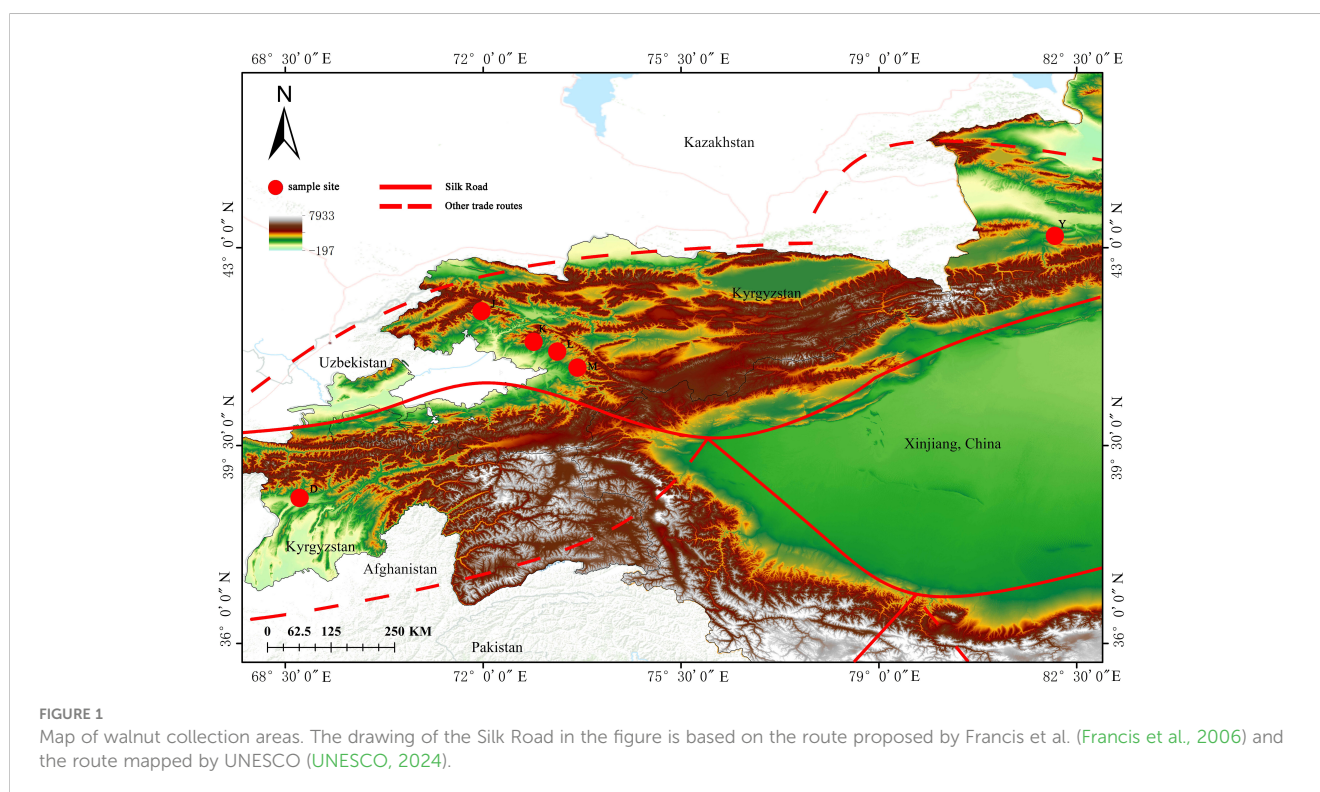 68° 30′ 0″ E
72° 0′ 0″ E
75° 30′ 0″ E
79° 0′ 0″ E
82° 30′ 0″ E
N
Kazakhstan
sample site
Silk Road
Other trade routes
7933
-197
43° 0′ 0″ N
43° 0′ 0″ N
Y
Kyrgyzstan
K
L
M
Uzbekistan
39° 30′ 0″ N
39° 30′ 0″ N
Xinjiang, China
D
Kyrgyzstan
Afghanistan
36° 0′ 0″ N
36° 0′ 0″ N
0 62.5 125 250 KM
Pakistan
68° 30′ 0″ E
72° 0′ 0″ E
75° 30′ 0″ E
79° 0′ 0″ E
82° 30′ 0″ E
FIGURE 1
Map of walnut collection areas. The drawing of the Silk Road in the figure is based on the route proposed by Francis et al. (Francis et al., 2006) and
the route mapped by UNESCO (UNESCO, 2024).